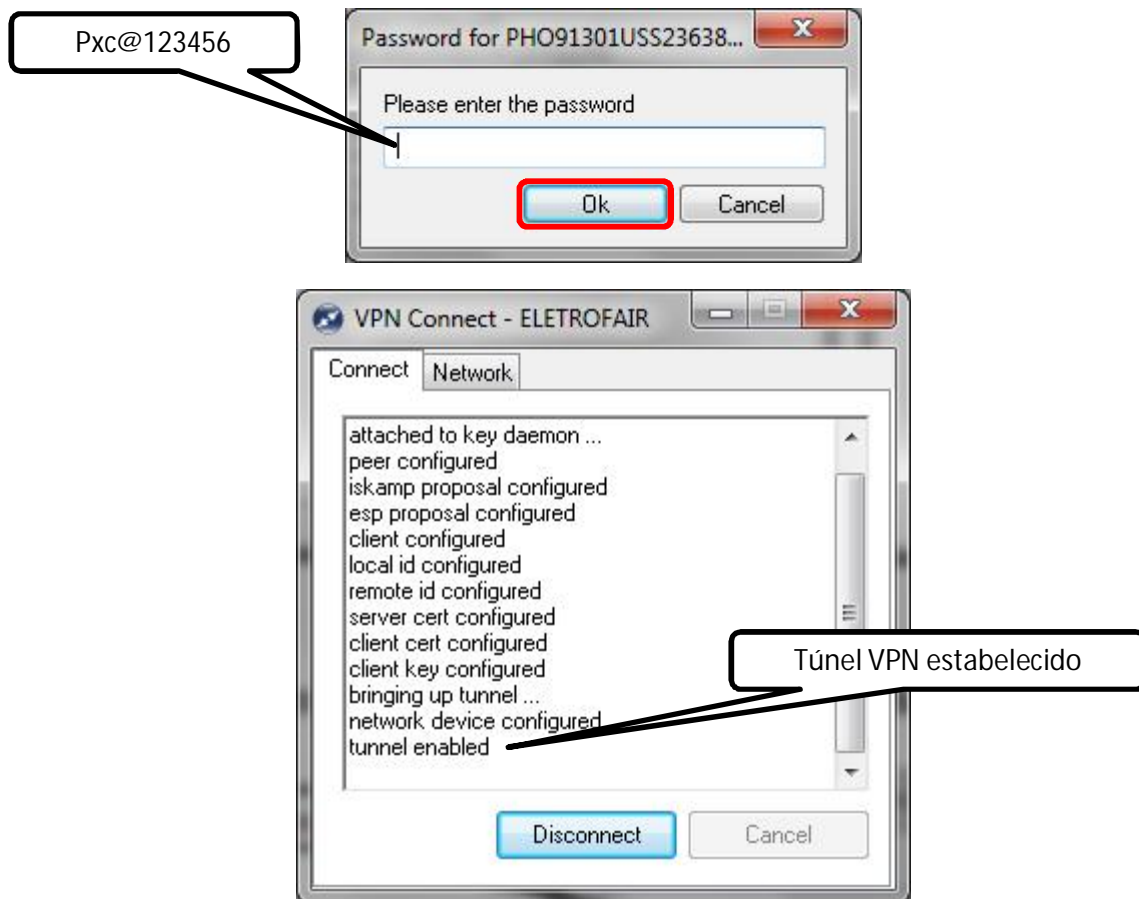 Pxc@123456
Password for PHO91301USS23638...
Please enter the password
Ok
Cancel
VPN Connect - ELETROFAIR
Connect
Network
attached to key daemon ...
peer configured
iskamp proposal configured
esp proposal configured
client configured
local id configured
remote id configured
server cert configured
client cert configured
client key configured
bringing up tunnel ...
network device configured
tunnel enabled
Túnel VPN estabelecido
Disconnect
Cancel